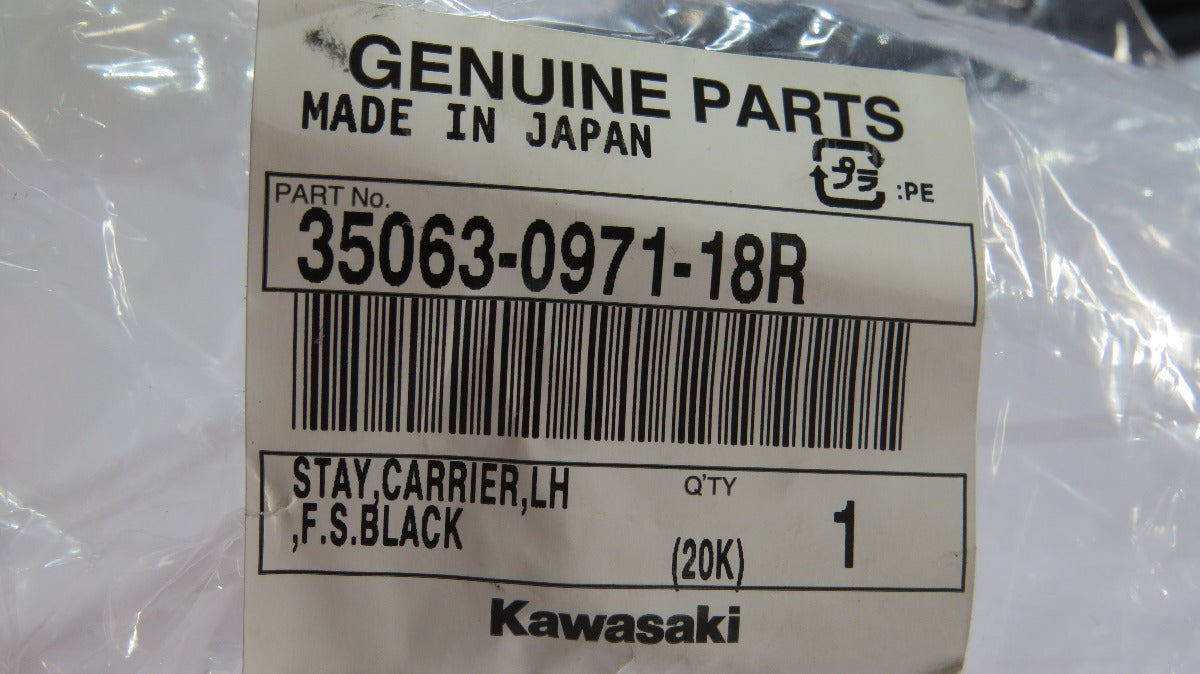 GENUINE PARTS
MADE IN JAPAN
プラ :PE
PART No.
35063-0971-18R
STAY,CARRIER,LH Q'TY
,F.S.BLACK (20K) 1
Kawasaki